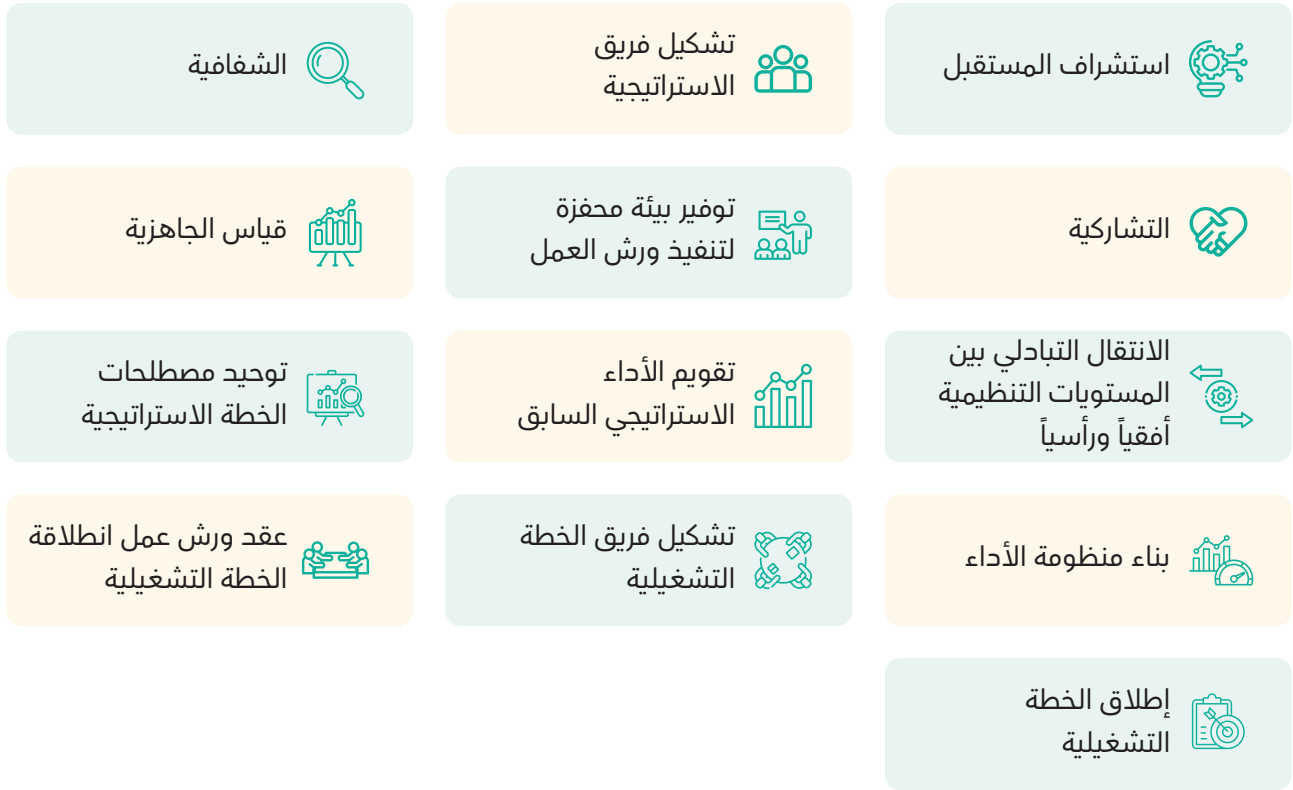 استشراف المستقبل
تشكيل فريق
الاستراتيجية
الشفافية
التشاركية
توفير بيئة محفزة
لتنفيذ ورش العمل
قياس الجاهزية
الانتقال التبادلي بين
المستويات التنظيمية
أفقياً ورأسياً
تقويم الأداء
الاستراتيجي السابق
توحيد مصطلحات
الخطة الاستراتيجية
بناء منظومة الأداء
تشكيل فريق الخطة
التشغيلية
عقد ورش عمل انطلاقة
الخطة التشغيلية
إطلاق الخطة
التشغيلية